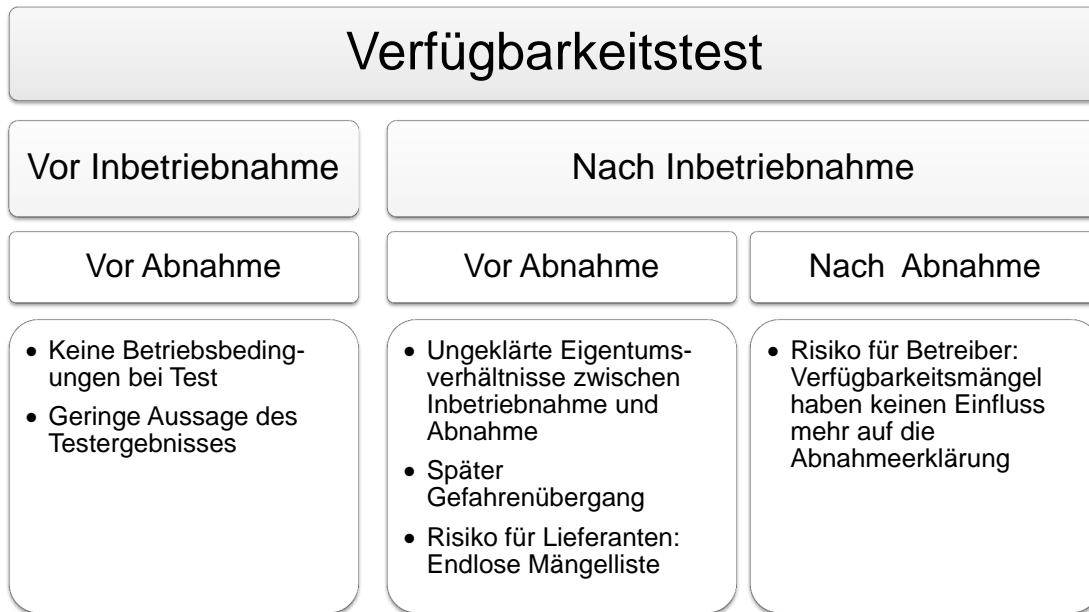 Verfügbarkeitstest
Vor Inbetriebnahme
Nach Inbetriebnahme
Vor Abnahme
Vor Abnahme
Nach Abnahme
• Keine Betriebsbeding-
ungen bei Test
• Geringe Aussage des
Testergebnisses
• Ungeklärte Eigentums-
verhältnisse zwischen
Inbetriebnahme und
Abnahme
• Später
Gefahrenübergang
• Risiko für Lieferanten:
Endlose Mängelliste
• Risiko für Betreiber:
Verfügbarkeitsmängel
haben keinen Einfluss
mehr auf die
Abnahmeerklärung